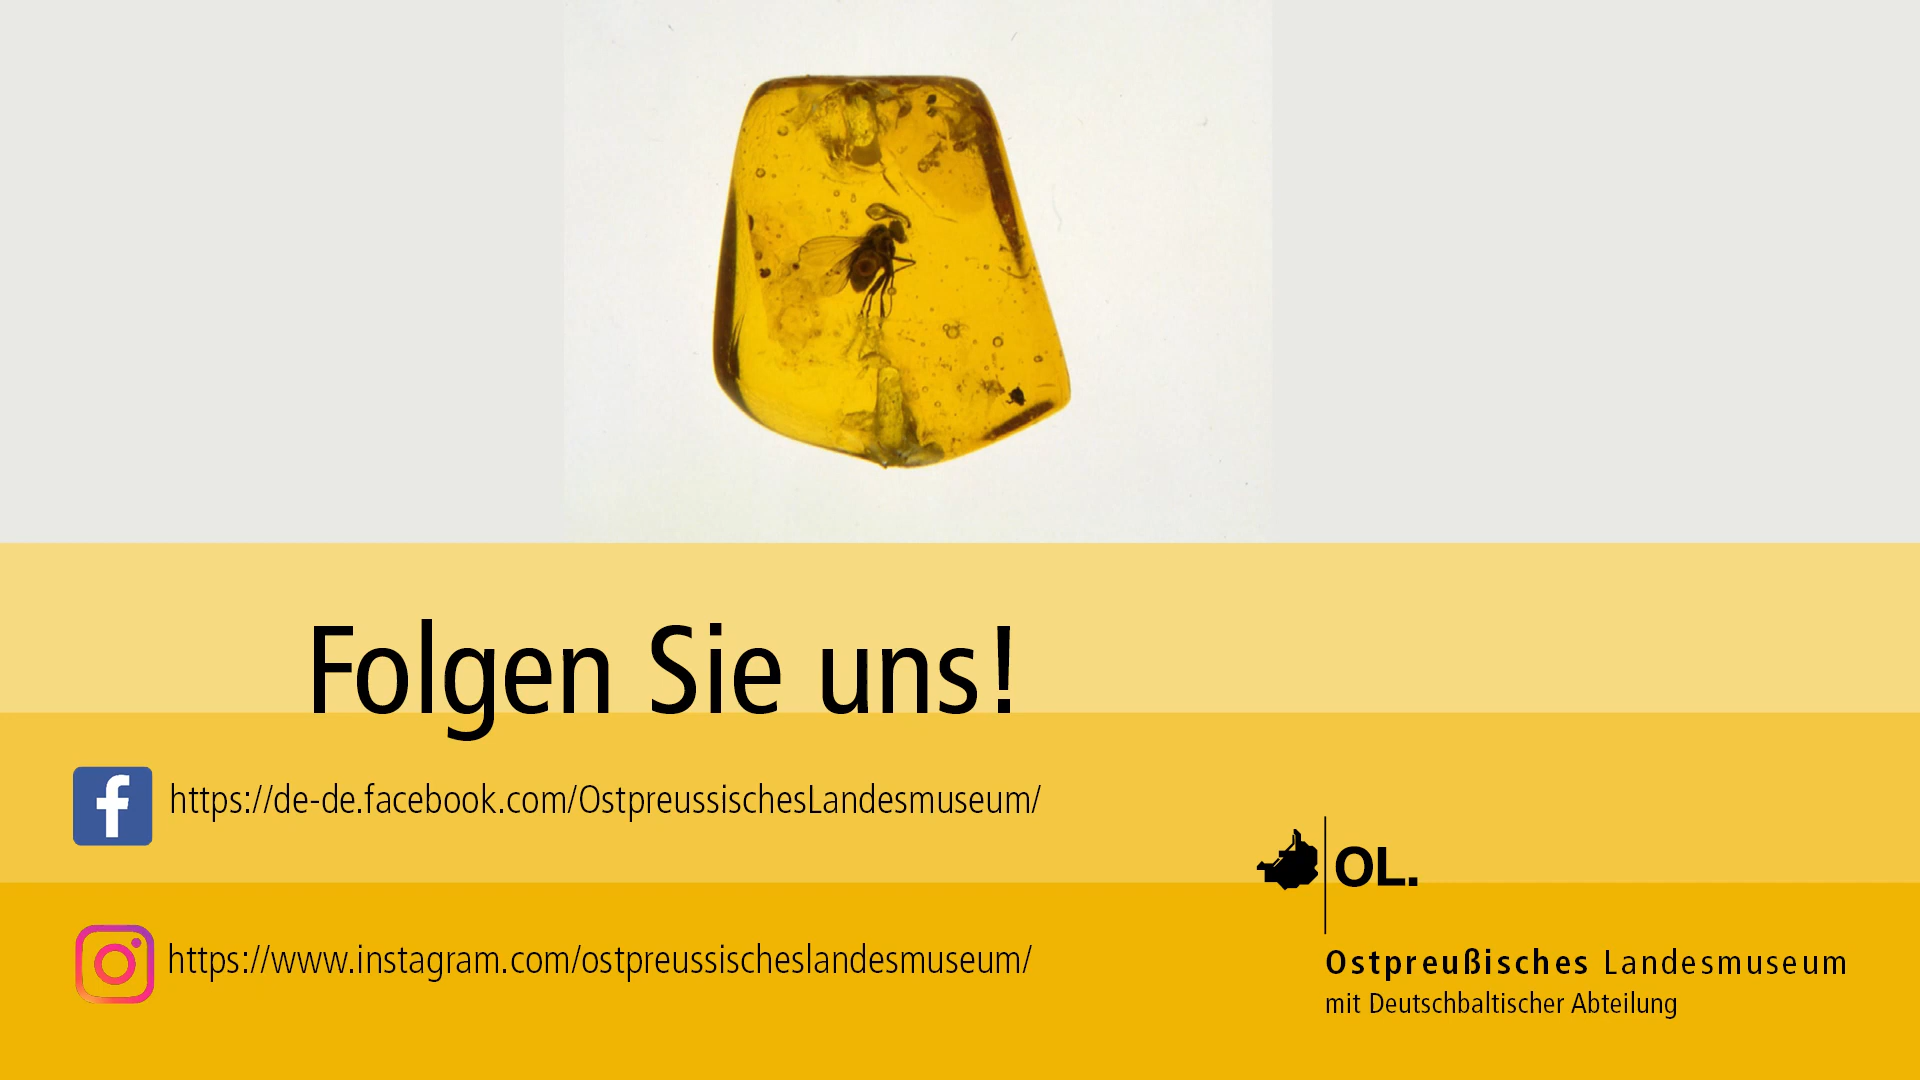 Folgen Sie uns!
https://de-de.facebook.com/OstpreussischesLandesmuseum/
https://www.instagram.com/ostpreussischeslandesmuseum/
OL.
Ostpreußisches Landesmuseum
mit Deutschbaltischer Abteilung